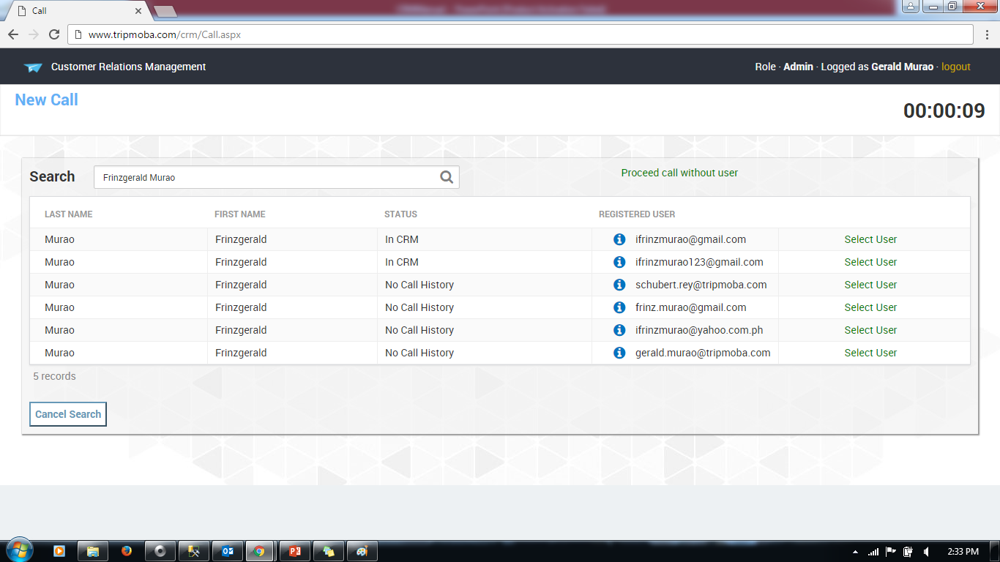 Call
www.tripmoba.com/crm/Call.aspx
Customer Relations Management Role · Admin · Logged as Gerald Murao · logout
New Call
00:00:09
Search Frinzgerald Murao Proceed call without user
LAST NAME FIRST NAME STATUS REGISTERED USER
Murao Frinzgerald In CRM ifrinzmurao@gmail.com Select User
Murao Frinzgerald In CRM ifrinzmurao123@gmail.com Select User
Murao Frinzgerald No Call History schubert.rey@tripmoba.com Select User
Murao Frinzgerald No Call History frinz.murao@gmail.com Select User
Murao Frinzgerald No Call History ifrinzmurao@yahoo.com.ph Select User
Murao Frinzgerald No Call History gerald.murao@tripmoba.com Select User
5 records
Cancel Search
2:33 PM